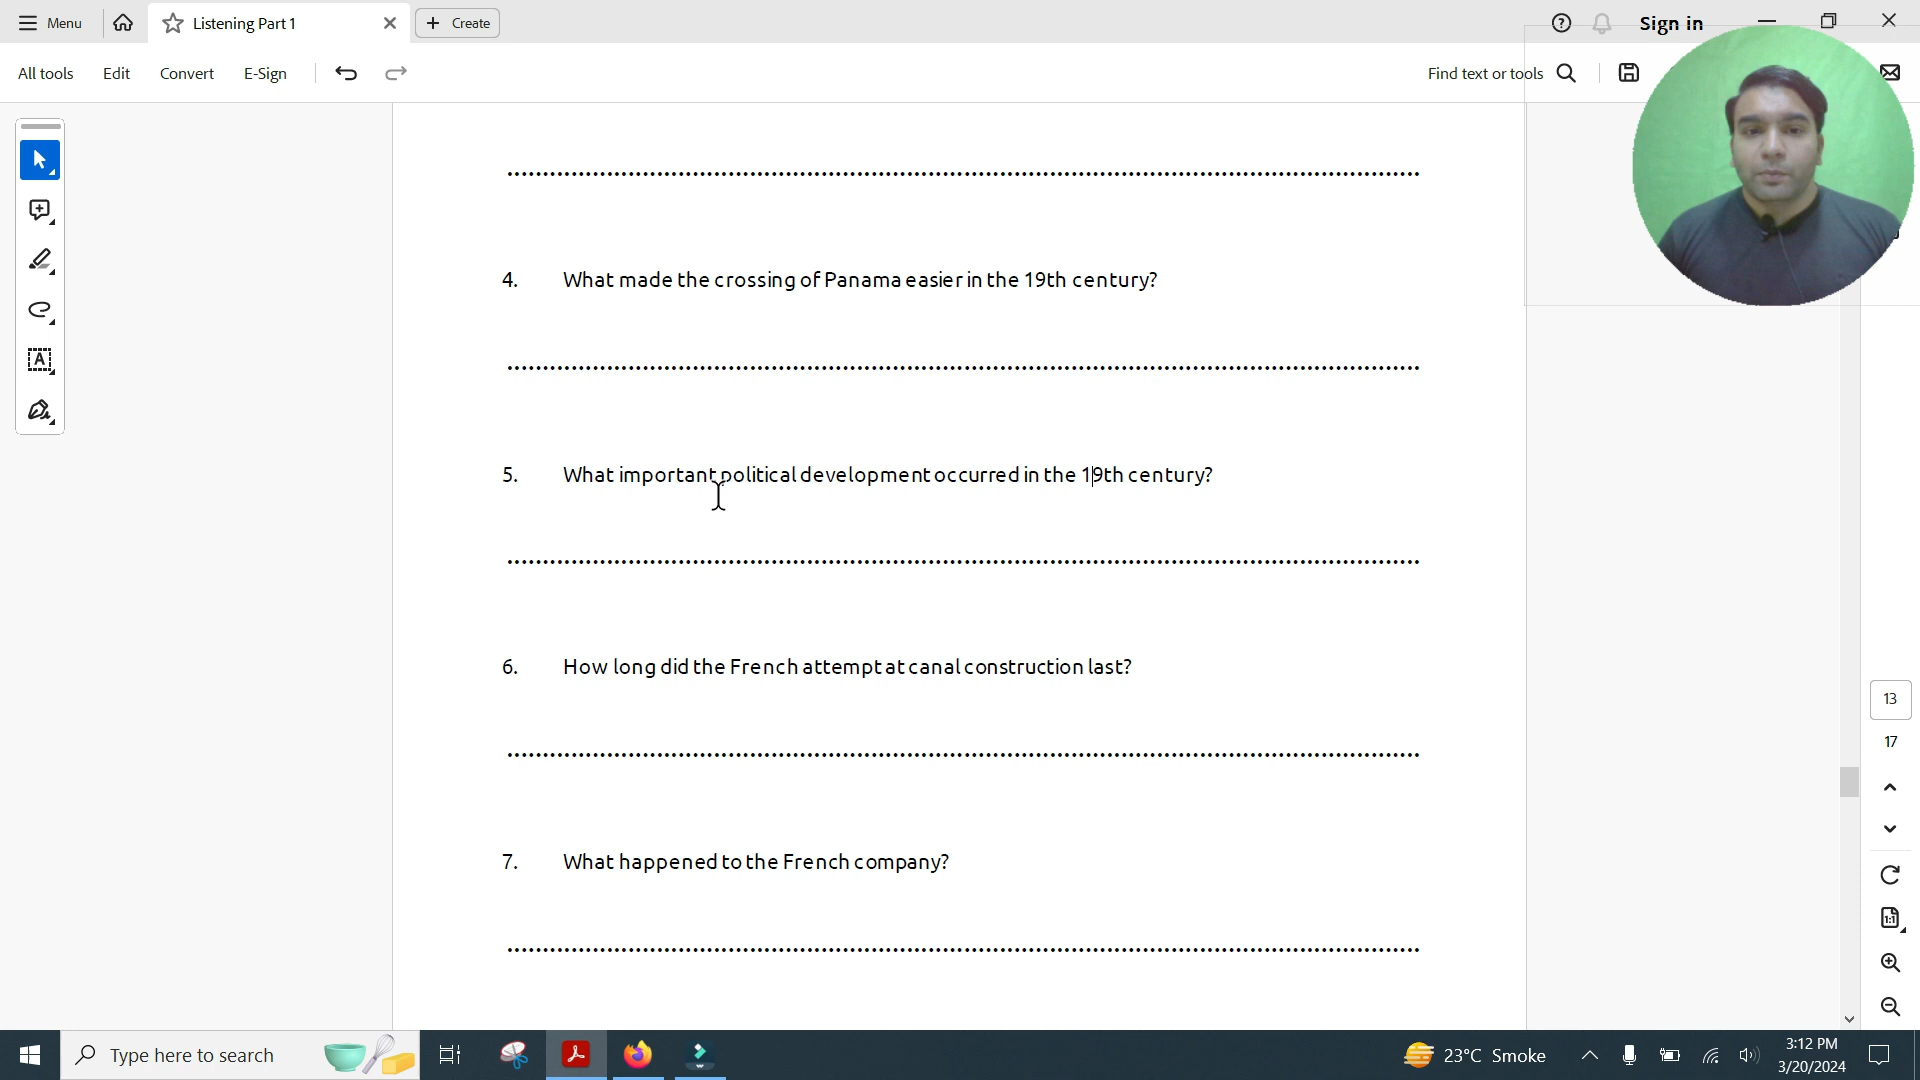 Menu
Listening Part 1
Create
Sign in
All tools
Edit
Convert
E-Sign
Find text or tools
4. What made the crossing of Panama easier in the 19th century?
5. What important political development occurred in the 19th century?
6. How long did the French attempt at canal construction last?
7. What happened to the French company?
13
17
Type here to search
23°C Smoke
3:12 PM
3/20/2024